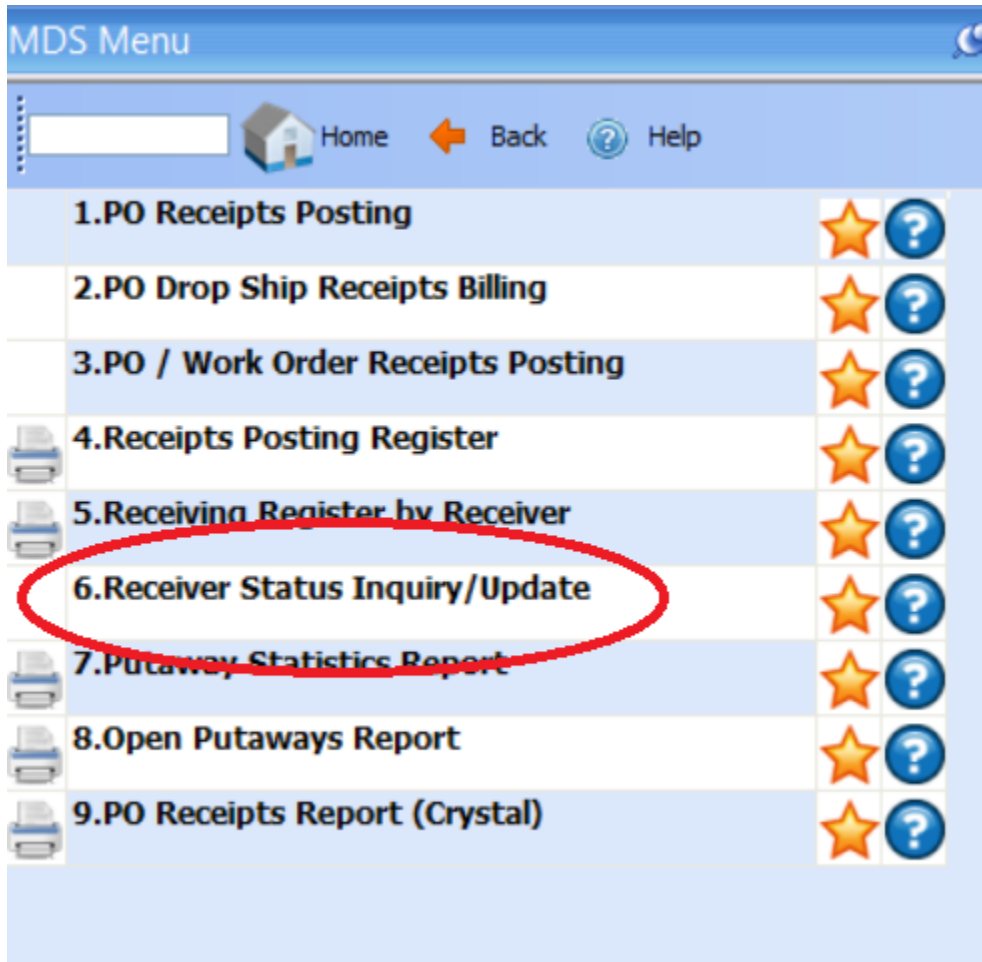 MDS Menu
Home Back Help
1.PO Receipts Posting
2.PO Drop Ship Receipts Billing
3.PO / Work Order Receipts Posting
4.Receipts Posting Register
5.Receiving Register by Receiver
6.Receiver Status Inquiry/Update
7.Putaway Statistics Report
8.Open Putaways Report
9.PO Receipts Report (Crystal)